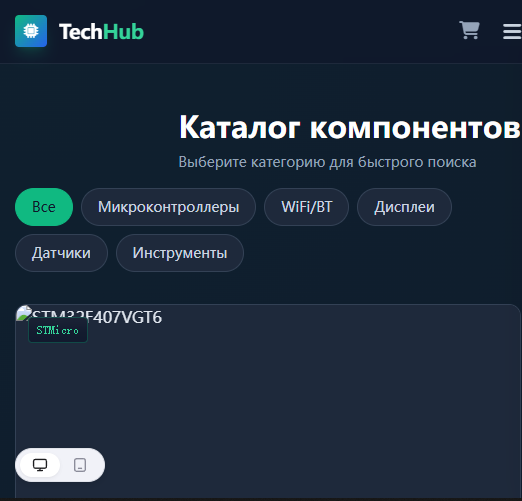 TechHub
Каталог компонентов
Выберите категорию для быстрого поиска
Все
Микроконтроллеры
WiFi/BT
Дисплеи
Датчики
Инструменты
STM32F407VGT6
STMicro